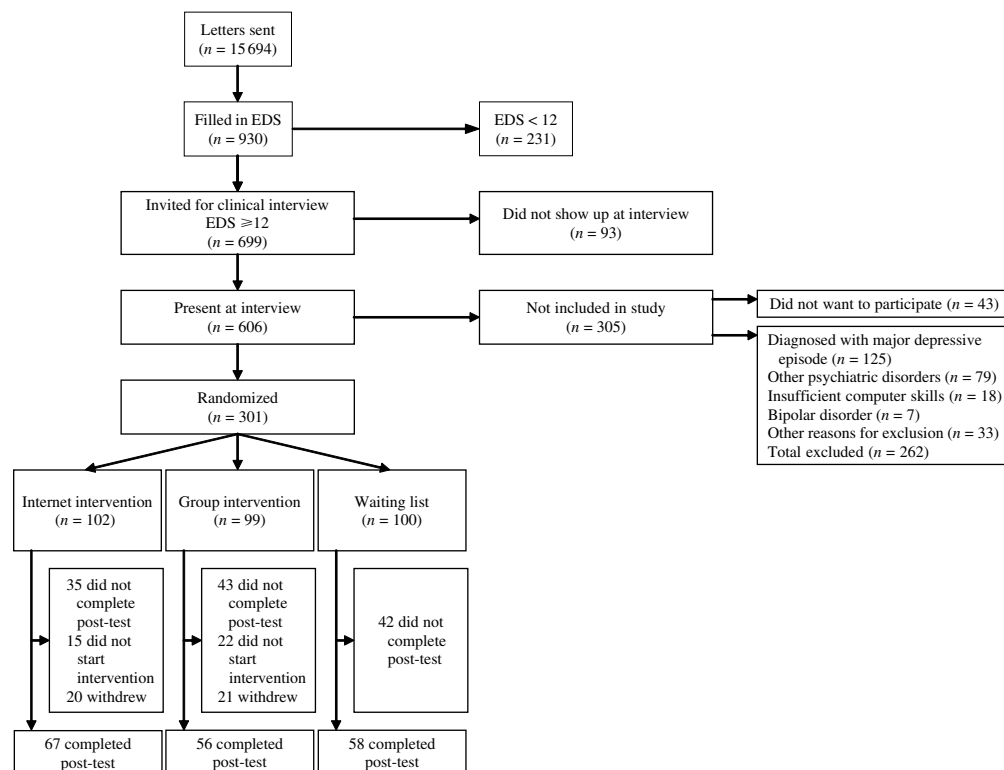 Letters sent
(n = 15 694)
Filled in EDS
(n = 930)
EDS < 12
(n = 231)
Invited for clinical interview
EDS ⩾12
(n = 699)
Did not show up at interview
(n = 93)
Present at interview
(n = 606)
Not included in study
(n = 305)
Did not want to participate (n = 43)
Diagnosed with major depressive
episode (n = 125)
Other psychiatric disorders (n = 79)
Insufficient computer skills (n = 18)
Bipolar disorder (n = 7)
Other reasons for exclusion (n = 33)
Total excluded (n = 262)
Randomized
(n = 301)
Internet intervention
(n = 102)
Group intervention
(n = 99)
Waiting list
(n = 100)
35 did not
complete
post-test
15 did not
start
intervention
20 withdrew
43 did not
complete
post-test
22 did not
start
intervention
21 withdrew
42 did not
complete
post-test
67 completed
post-test
56 completed
post-test
58 completed
post-test